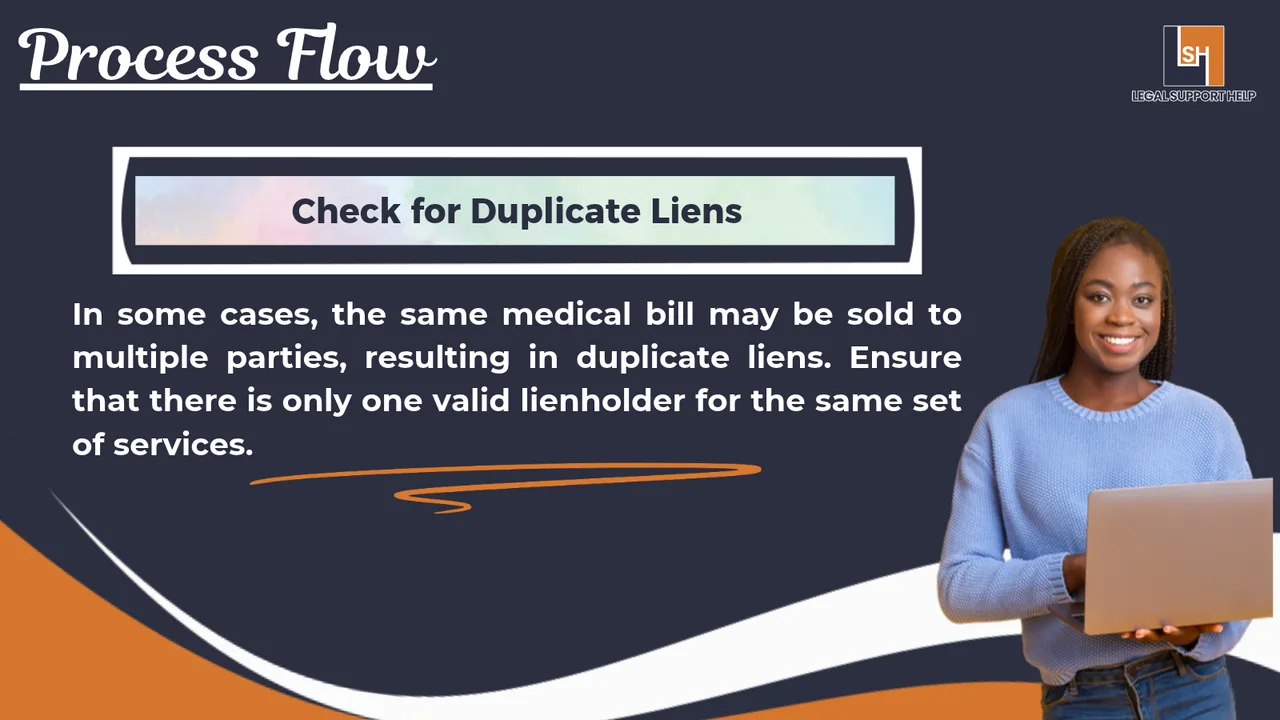 Process Flow
LSH
LEGAL SUPPORT HELP
Check for Duplicate Liens
In some cases, the same medical bill may be sold to
multiple parties, resulting in duplicate liens. Ensure
that there is only one valid lienholder for the same set
of services.